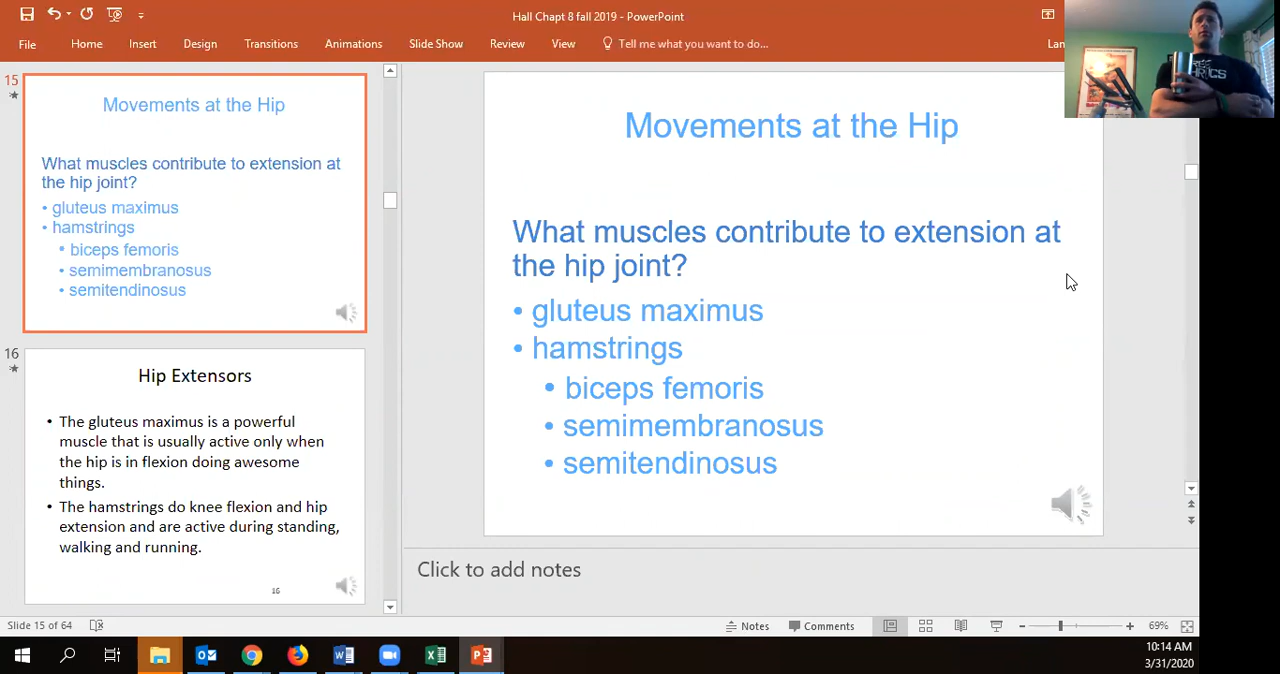 Hall Chapt 8 fall 2019 - PowerPoint
File Home Insert Design Transitions Animations Slide Show Review View Tell me what you want to do... Lan
15
Movements at the Hip
What muscles contribute to extension at
the hip joint?
• gluteus maximus
• hamstrings
• biceps femoris
• semimembranosus
• semitendinosus
16
Hip Extensors
• The gluteus maximus is a powerful
muscle that is usually active only when
the hip is in flexion doing awesome
things.
• The hamstrings do knee flexion and hip
extension and are active during standing,
walking and running.
16
Movements at the Hip
What muscles contribute to extension at
the hip joint?
• gluteus maximus
• hamstrings
• biceps femoris
• semimembranosus
• semitendinosus
Click to add notes
Slide 15 of 64 Notes Comments 69%
10:14 AM
3/31/2020